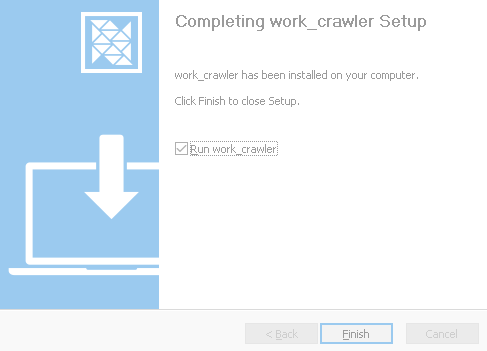 Completing work_crawler Setup
work_crawler has been installed on your computer.
Click Finish to close Setup.
Run work_crawler
< Back
Finish
Cancel